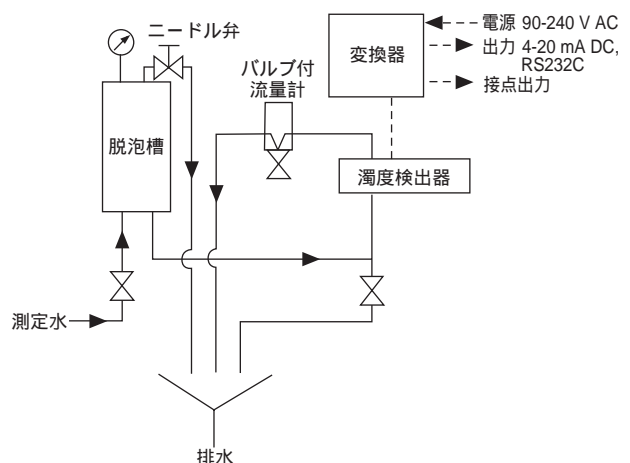 ニードル弁
バルブ付
流量計
変換器
電源 90-240 V AC
出力 4-20 mA DC,
RS232C
接点出力
脱泡槽
濁度検出器
測定水
排水